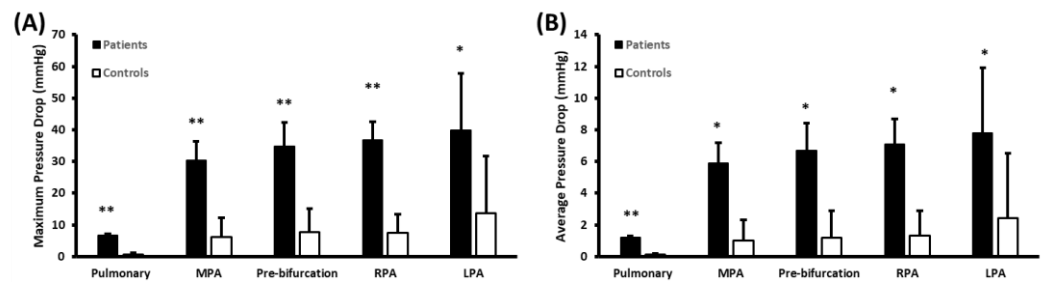 (A)
Maximum Pressure Drop (mmHg)
70
60
50
40
30
20
10
0
Patients
Controls
**
**
**
**
*
Pulmonary MPA Pre-bifurcation RPA LPA
(B)
Average Pressure Drop (mmHg)
14
12
10
8
6
4
2
0
Patients
Controls
**
*
*
*
*
Pulmonary MPA Pre-bifurcation RPA LPA